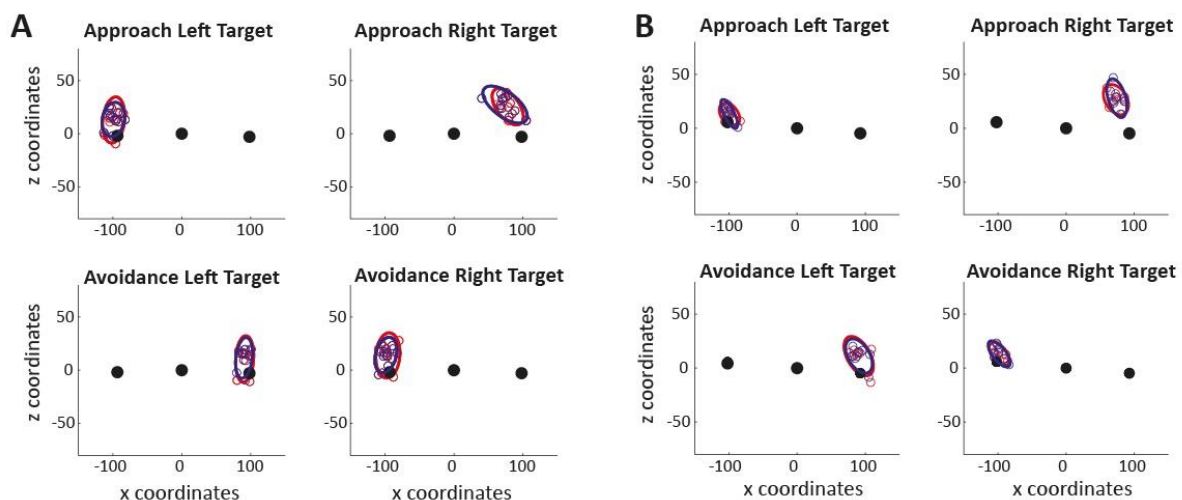 A
B
Approach Left Target
Approach Right Target
Approach Left Target
Approach Right Target
z coordinates
50
0
-50
-100 0 100
50
0
-50
-100 0 100
z coordinates
50
0
-50
-100 0 100
50
0
-50
-100 0 100
Avoidance Left Target
Avoidance Right Target
Avoidance Left Target
Avoidance Right Target
z coordinates
50
0
-50
-100 0 100
x coordinates
50
0
-50
-100 0 100
x coordinates
z coordinates
50
0
-50
-100 0 100
x coordinates
50
0
-50
-100 0 100
x coordinates